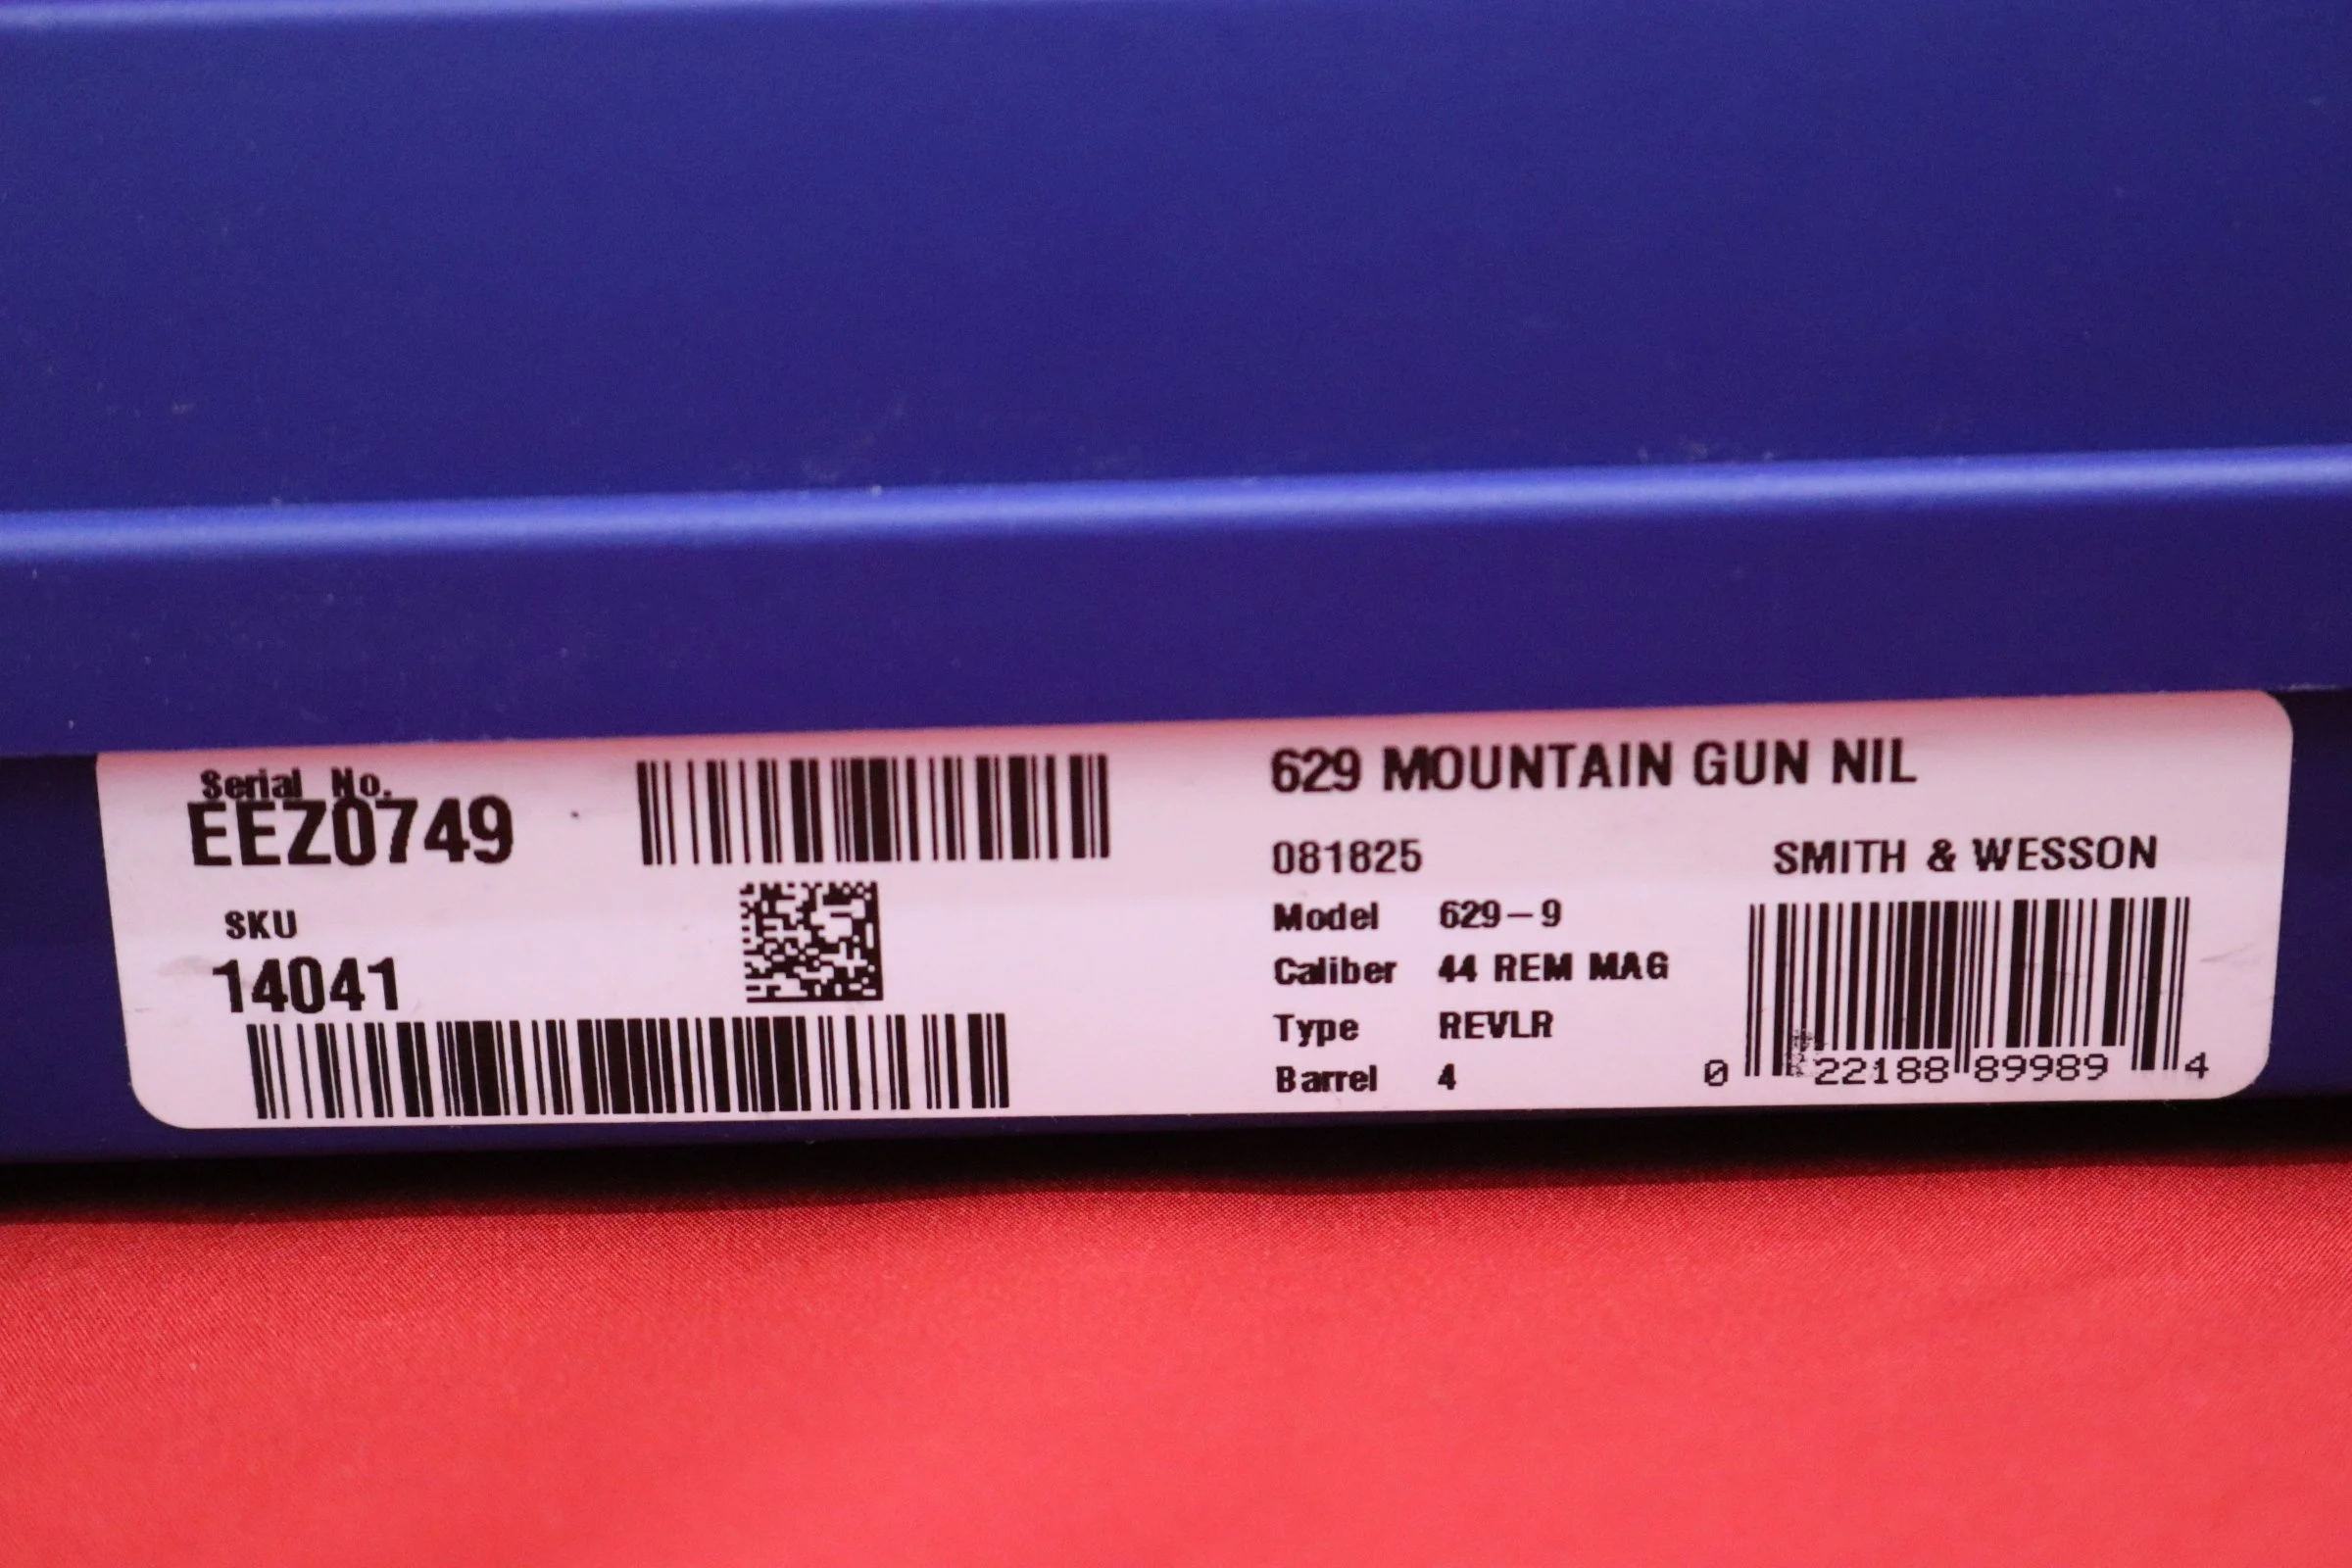 Serial No.
EEZ0749
SKU
14041
629 MOUNTAIN GUN NIL
081825
Model 629-9
Caliber 44 REM MAG
Type REVLR
Barrel 4
SMITH & WESSON
0 22188 89989 4